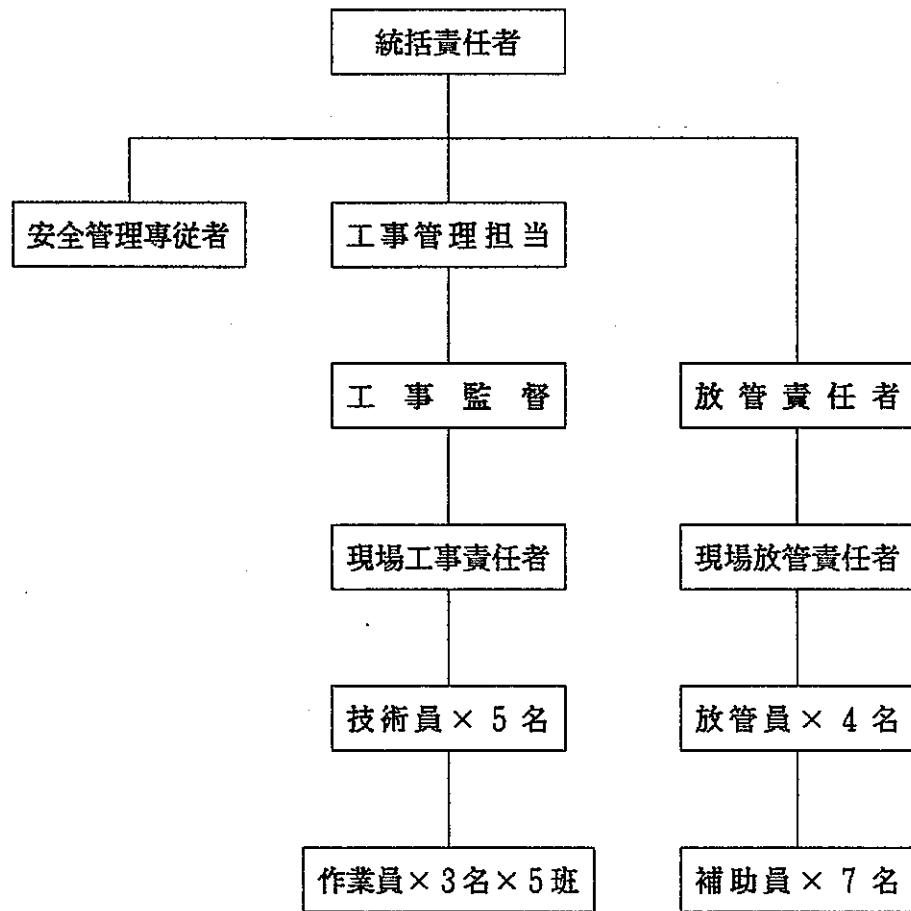 統括責任者
安全管理専従者
工事管理担当
工事監督
放管責任者
現場工事責任者
現場放管責任者
技術員×5名
放管員×4名
作業員×3名×5班
補助員×7名